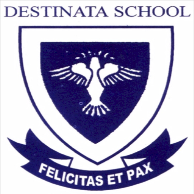 DESTINATA SCHOOL
FELICITAS ET PAX